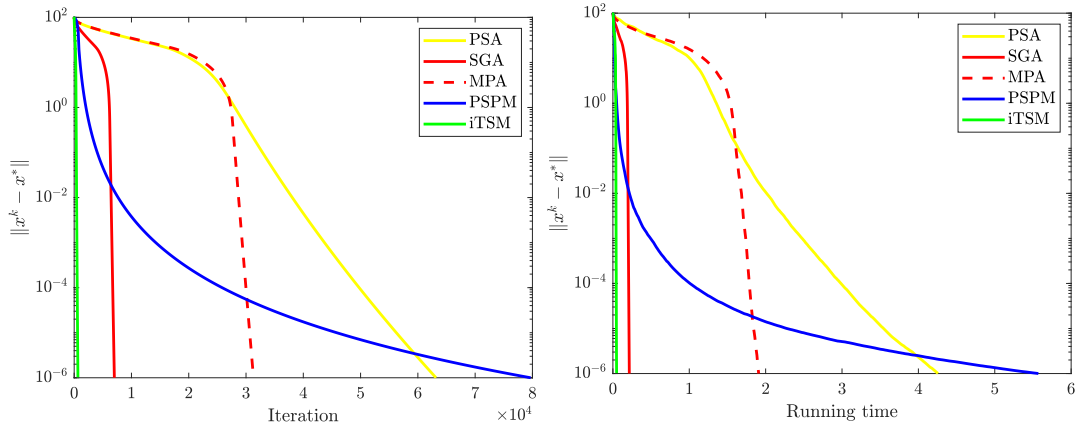 10^2
10^0
10^-2
10^-4
10^-6
‖x^k − x*‖
0 1 2 3 4 5 6 7 8
Iteration
×10^4
PSA
SGA
MPA
PSPM
iTSM
10^2
10^0
10^-2
10^-4
10^-6
‖x^k − x*‖
0 1 2 3 4 5 6
Running time
PSA
SGA
MPA
PSPM
iTSM